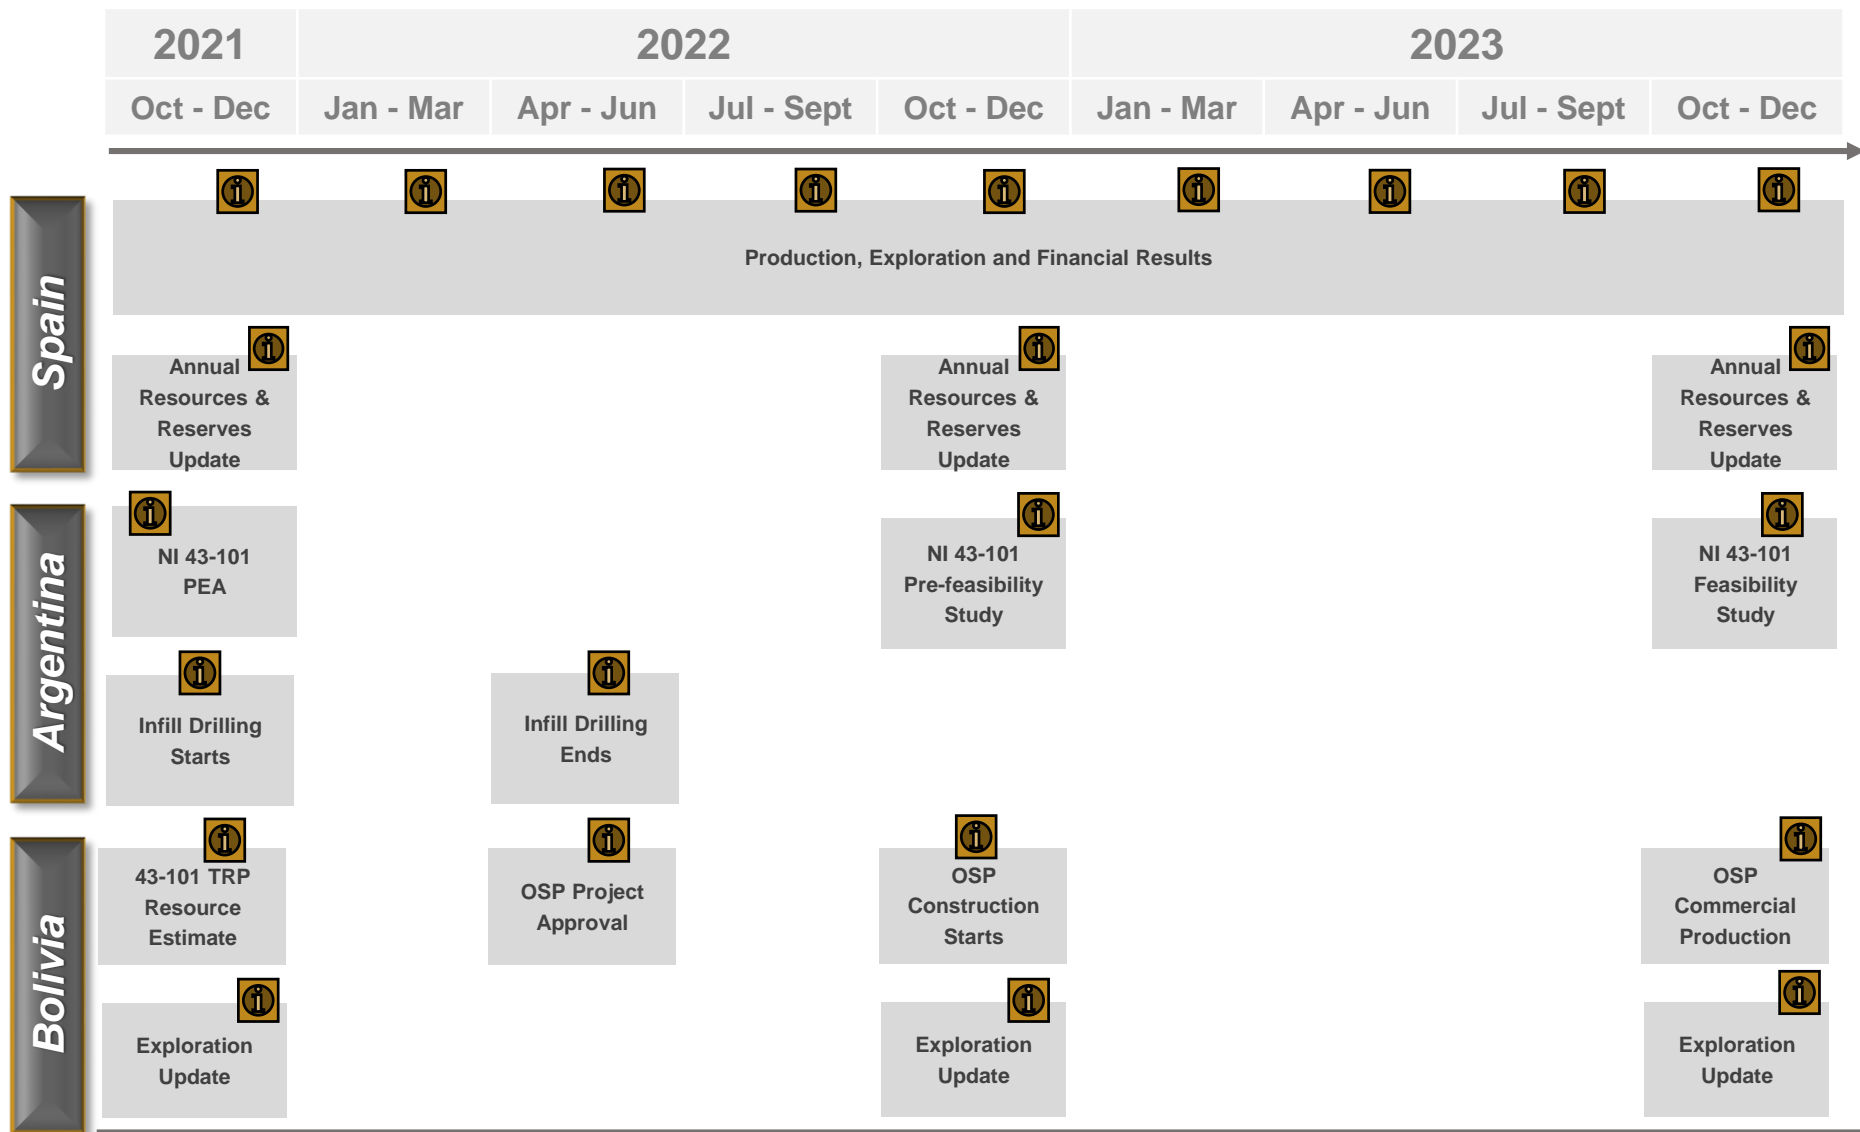 2021
2022
2023
Oct - Dec
Jan - Mar
Apr - Jun
Jul - Sept
Oct - Dec
Jan - Mar
Apr - Jun
Jul - Sept
Oct - Dec
Spain
Production, Exploration and Financial Results
Annual
Resources &
Reserves
Update
Annual
Resources &
Reserves
Update
Annual
Resources &
Reserves
Update
Argentina
NI 43-101
PEA
NI 43-101
Pre-feasibility
Study
NI 43-101
Feasibility
Study
Infill Drilling
Starts
Infill Drilling
Ends
Bolivia
43-101 TRP
Resource
Estimate
OSP Project
Approval
OSP
Construction
Starts
OSP
Commercial
Production
Exploration
Update
Exploration
Update
Exploration
Update